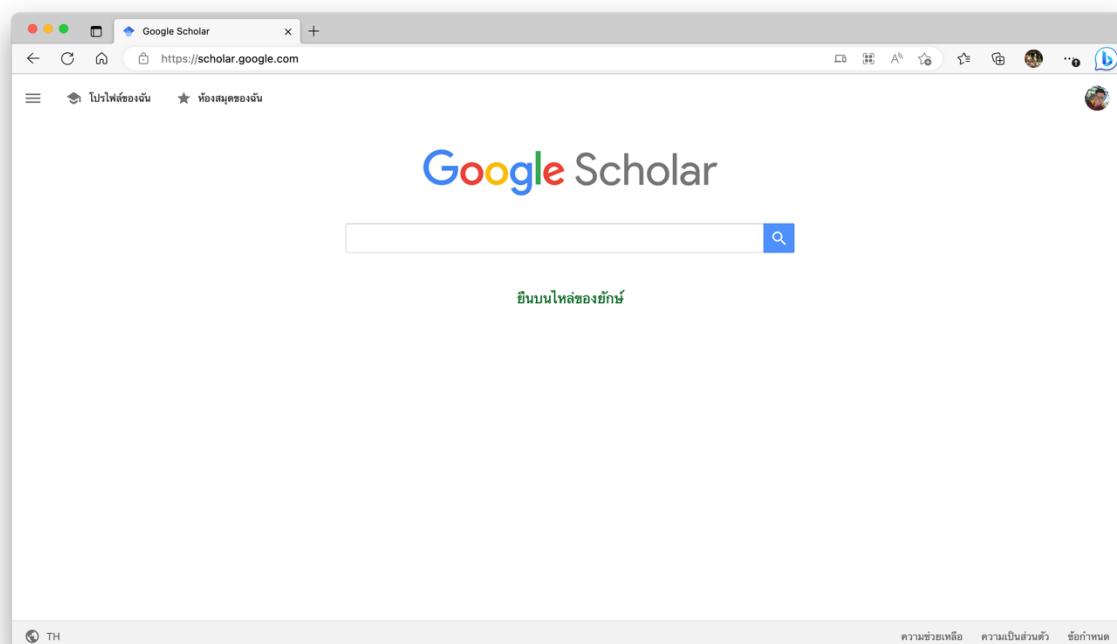 Google Scholar
https://scholar.google.com
โปรไฟล์ของฉัน ห้องสมุดของฉัน
Google Scholar
ยืนบนไหล่ของยักษ์
TH
ความช่วยเหลือ ความเป็นส่วนตัว ข้อกำหนด